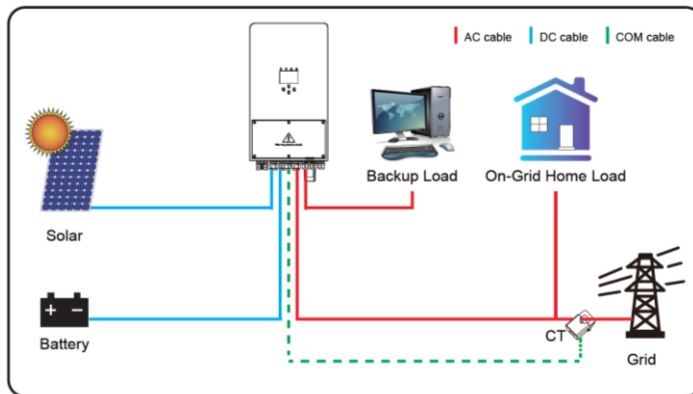 AC cable
DC cable
COM cable
Backup Load
On-Grid Home Load
Solar
Battery
CT
Grid